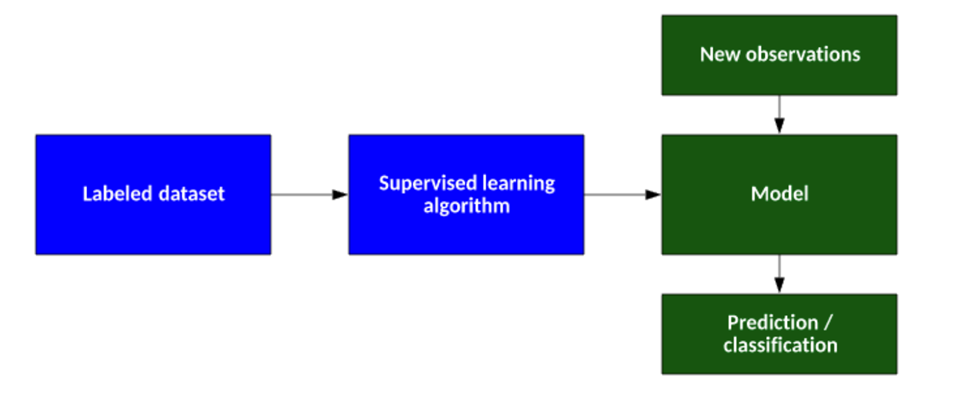 New observations
Labeled dataset
Supervised learning
algorithm
Model
Prediction /
classification